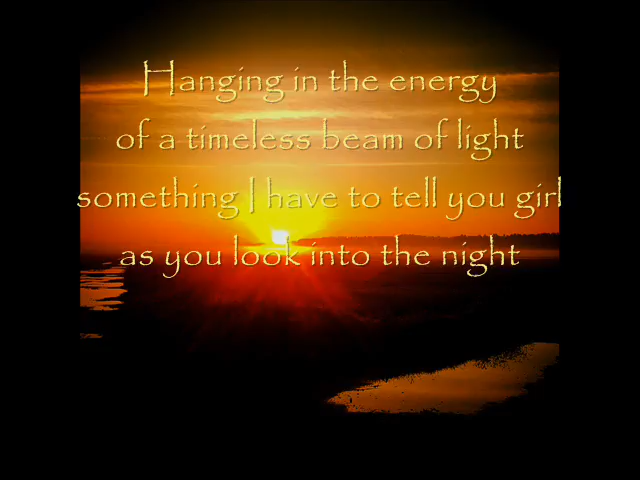 Hanging in the energy
of a timeless beam of light
something I have to tell you girl
as you look into the night